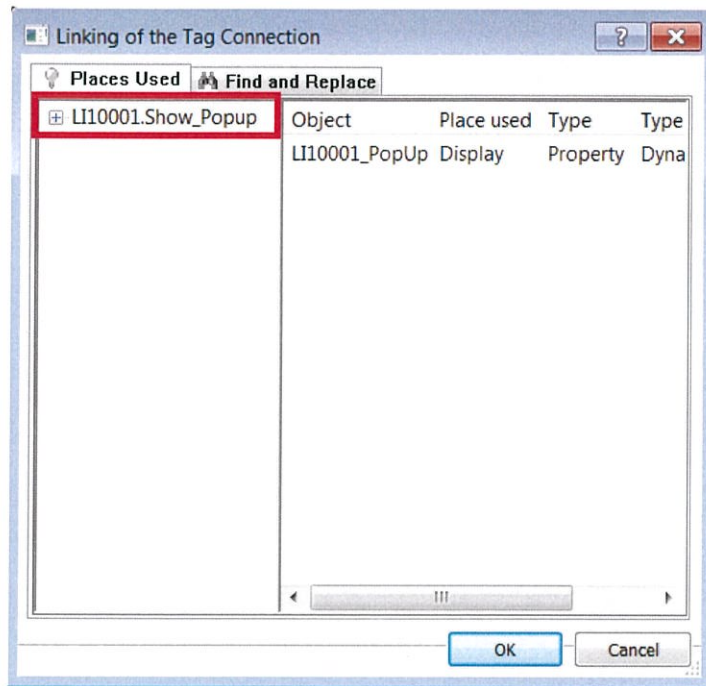 Linking of the Tag Connection
Places Used Find and Replace
LI10001.Show_Popup
Object Place used Type Type
LI10001_PopUp Display Property Dyna
OK Cancel